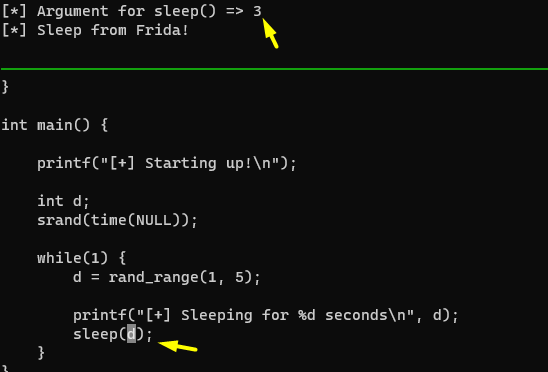 [*] Argument for sleep() => 3
[*] Sleep from Frida!
}
int main() {
    printf("[+] Starting up!\n");
    int d;
    srand(time(NULL));
    while(1) {
        d = rand_range(1, 5);
        printf("[+] Sleeping for %d seconds\n", d);
        sleep(d);
    }
}